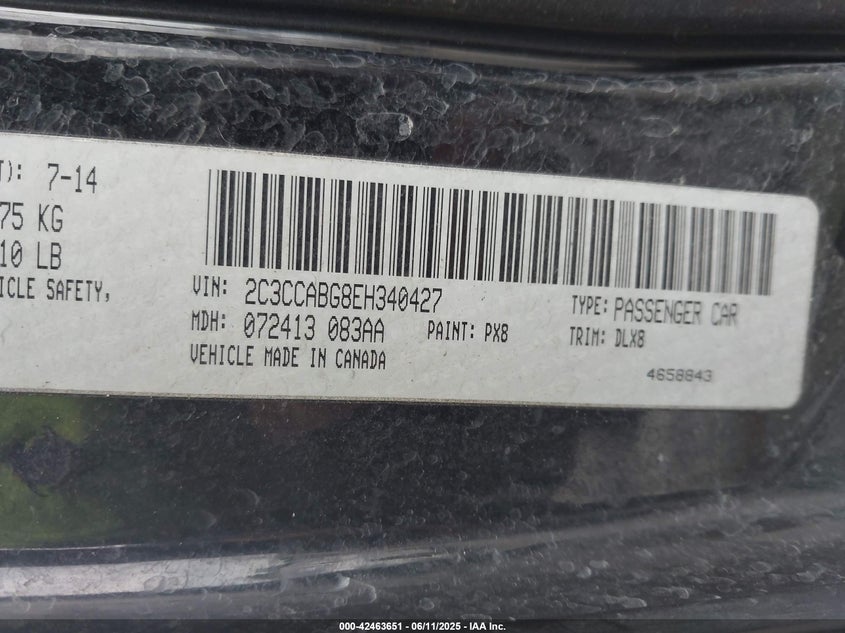 T): 7-14
75 KG
10 LB
ICLE SAFETY,
VIN: 2C3CCABG8EH340427
TYPE: PASSENGER CAR
MDH: 072413 083AA
PAINT: PX8
TRIM: DLX8
VEHICLE MADE IN CANADA
4658843
000-42463651 - 06/11/2025 - IAA Inc.